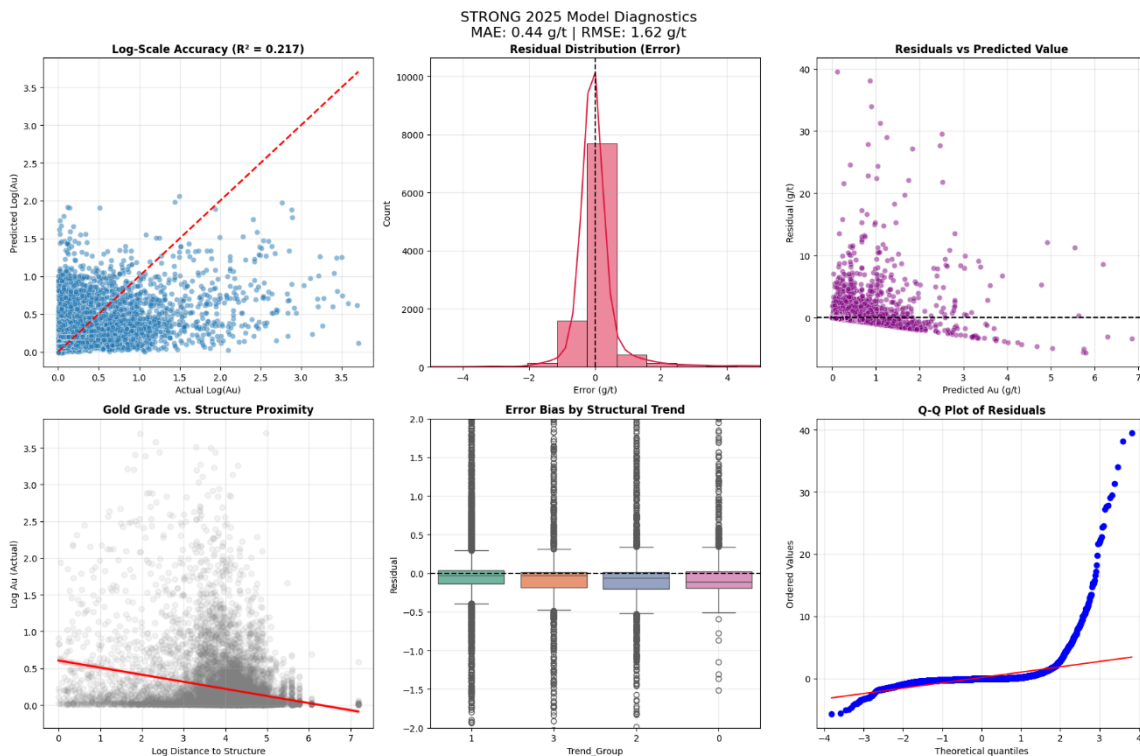 STRONG 2025 Model Diagnostics
MAE: 0.44 g/t | RMSE: 1.62 g/t
Log-Scale Accuracy (R² = 0.217)
3.5
3.0
2.5
2.0
1.5
1.0
0.5
0.0
Predicted Log(Au)
0.0 0.5 1.0 1.5 2.0 2.5 3.0 3.5
Actual Log(Au)
Residual Distribution (Error)
10000
8000
6000
4000
2000
0
Count
−4 −2 0 2 4
Error (g/t)
Residuals vs Predicted Value
40
30
20
10
0
Residual (g/t)
0 1 2 3 4 5 6 7
Predicted Au (g/t)
Gold Grade vs. Structure Proximity
3.5
3.0
2.5
2.0
1.5
1.0
0.5
0.0
Log Au (Actual)
0 1 2 3 4 5 6 7
Log Distance to Structure
Error Bias by Structural Trend
2.0
1.5
1.0
0.5
0.0
−0.5
−1.0
−1.5
−2.0
Residual
1 3 2 0
Trend_Group
Q-Q Plot of Residuals
40
30
20
10
0
Ordered Values
−4 −3 −2 −1 0 1 2 3 4
Theoretical quantiles